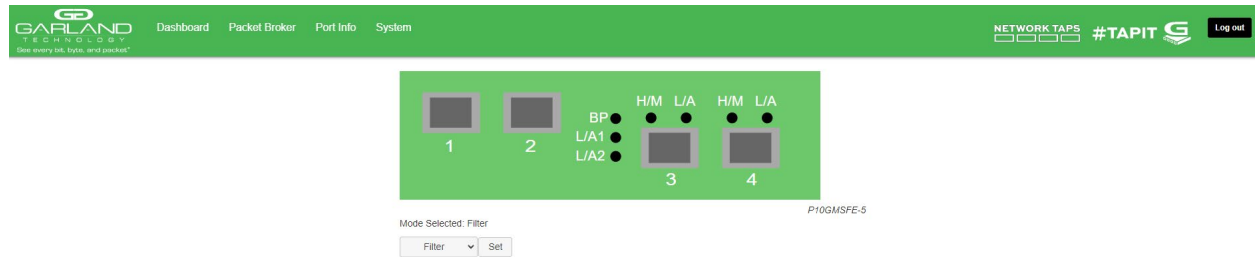 GARLAND
TECHNOLOGY
See every bit, byte, and packet®
Dashboard Packet Broker Port Info System
NETWORK TAPS
#TAPIT
Log out
H/M L/A H/M L/A
BP
L/A1
L/A2
1 2
3 4
P10GMSFE-5
Mode Selected: Filter
Filter Set